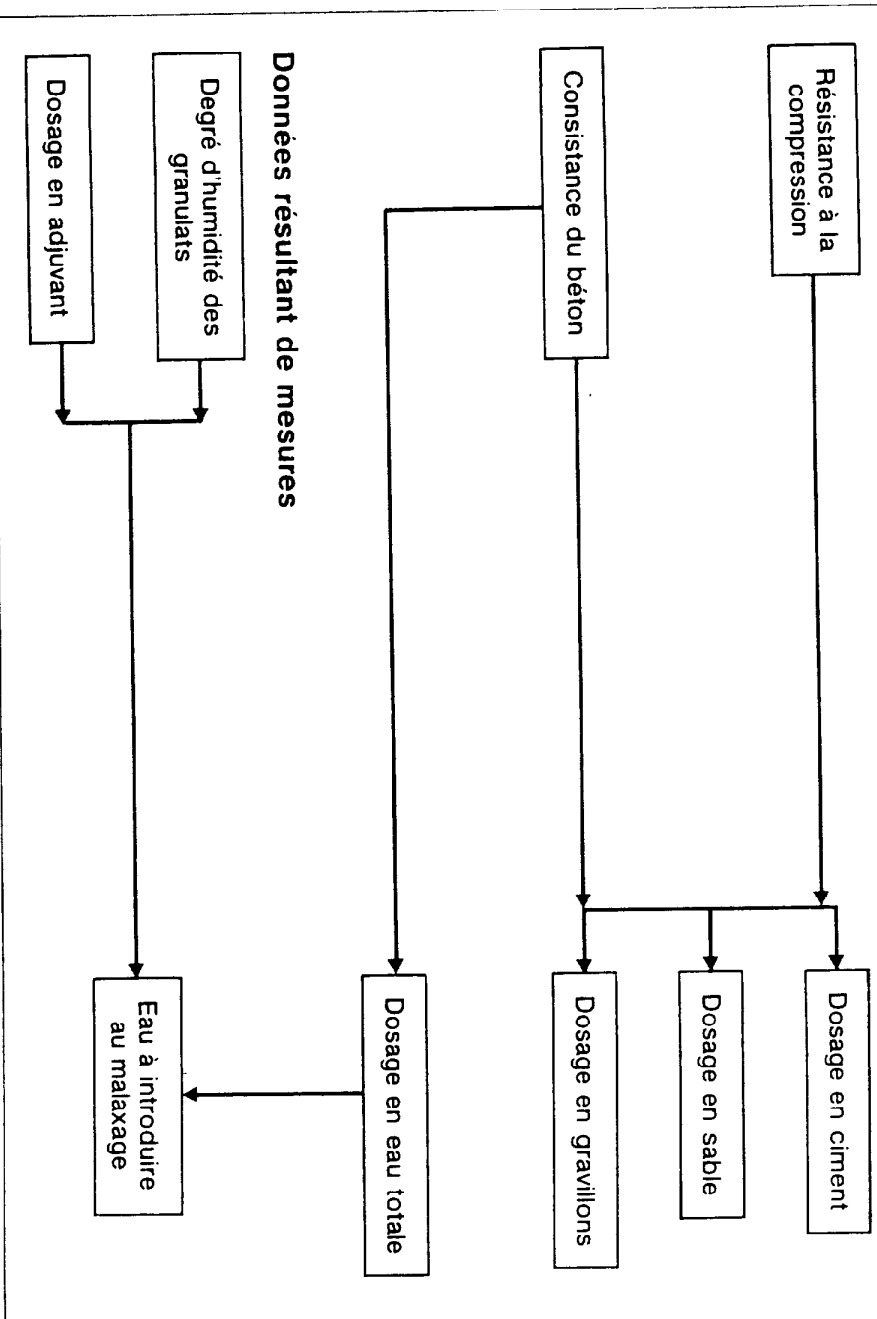 Résistance à la
compression
Dosage en ciment
Dosage en sable
Consistance du béton
Dosage en gravillons
Dosage en eau totale
Données résultant de mesures
Degré d'humidité des
granulats
Eau à introduire
au malaxage
Dosage en adjuvant